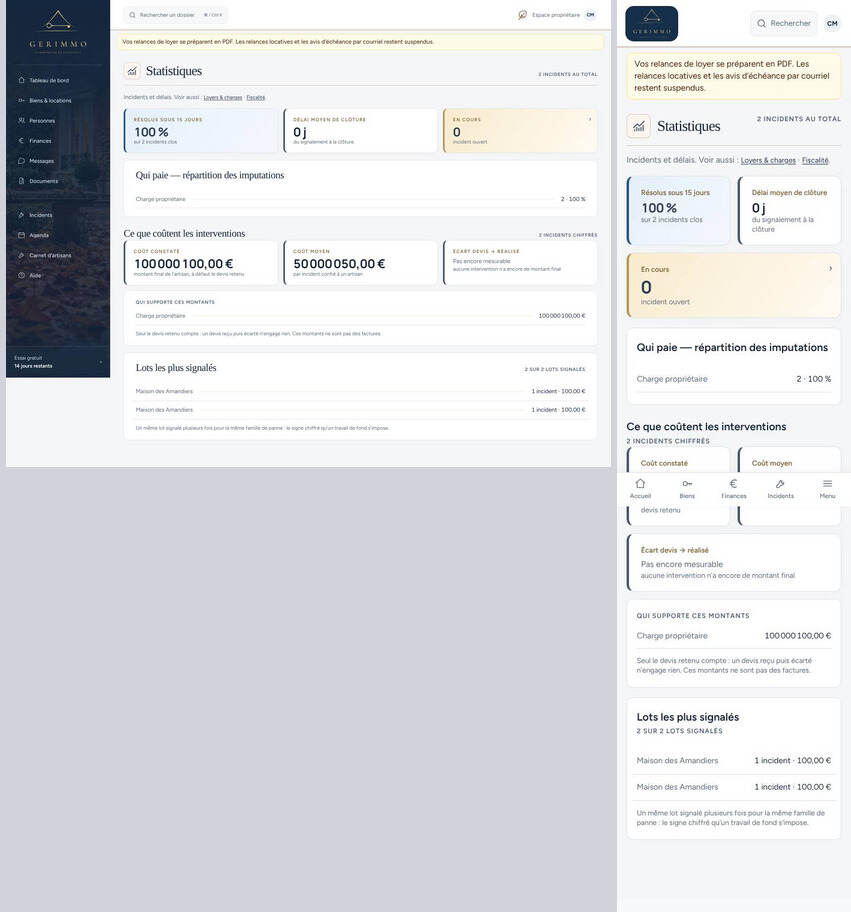 GERIMMO
Tableau de bord
Biens & locations
Personnes
Finances
Messages
Documents
Incidents
Agenda
Carnet d'artisans
Aide
Essai gratuit
14 jours restants
Rechercher un dossier
Espace propriétaire
CM
Vos relances de loyer se préparent en PDF. Les relances locatives et les avis d'échéance par courriel restent suspendus.
Statistiques
2 INCIDENTS AU TOTAL
Incidents et délais. Voir aussi : Loyers & charges · Fiscalité.
RÉSOLUS SOUS 15 JOURS
100 %
sur 2 incidents clos
DÉLAI MOYEN DE CLÔTURE
0 j
du signalement à la clôture
EN COURS
0
incident ouvert
Qui paie — répartition des imputations
Charge propriétaire 2 · 100 %
Ce que coûtent les interventions
2 INCIDENTS CHIFFRÉS
COÛT CONSTATÉ
100 000 100,00 €
montant final de l'artisan, à défaut le devis retenu
COÛT MOYEN
50 000 050,00 €
par incident confié à un artisan
ÉCART DEVIS → RÉALISÉ
Pas encore mesurable
aucune intervention n'a encore de montant final
QUI SUPPORTE CES MONTANTS
Charge propriétaire 100 000 100,00 €
Seul le devis retenu compte : un devis reçu puis écarté n'engage rien. Ces montants ne sont pas des factures.
Lots les plus signalés
2 SUR 2 LOTS SIGNALÉS
Maison des Amandiers 1 incident · 100,00 €
Maison des Amandiers 1 incident · 100,00 €
Un même lot signalé plusieurs fois pour la même famille de panne : le signe chiffré qu'un travail de fond s'impose.
GERIMMO
Rechercher
CM
Vos relances de loyer se préparent en PDF. Les
relances locatives et les avis d'échéance par courriel
restent suspendus.
Statistiques
2 INCIDENTS AU TOTAL
Incidents et délais. Voir aussi : Loyers & charges · Fiscalité.
Résolus sous 15 jours
100 %
sur 2 incidents clos
Délai moyen de clôture
0 j
du signalement à la
clôture
En cours
0
incident ouvert
Qui paie — répartition des imputations
Charge propriétaire 2 · 100 %
Ce que coûtent les interventions
2 INCIDENTS CHIFFRÉS
Coût constaté
Coût moyen
Accueil
Biens
Finances
Incidents
Menu
devis retenu
Écart devis → réalisé
Pas encore mesurable
aucune intervention n'a encore de montant final
QUI SUPPORTE CES MONTANTS
Charge propriétaire 100 000 100,00 €
Seul le devis retenu compte : un devis reçu puis écarté
n'engage rien. Ces montants ne sont pas des factures.
Lots les plus signalés
2 SUR 2 LOTS SIGNALÉS
Maison des Amandiers 1 incident · 100,00 €
Maison des Amandiers 1 incident · 100,00 €
Un même lot signalé plusieurs fois pour la même famille de
panne : le signe chiffré qu'un travail de fond s'impose.